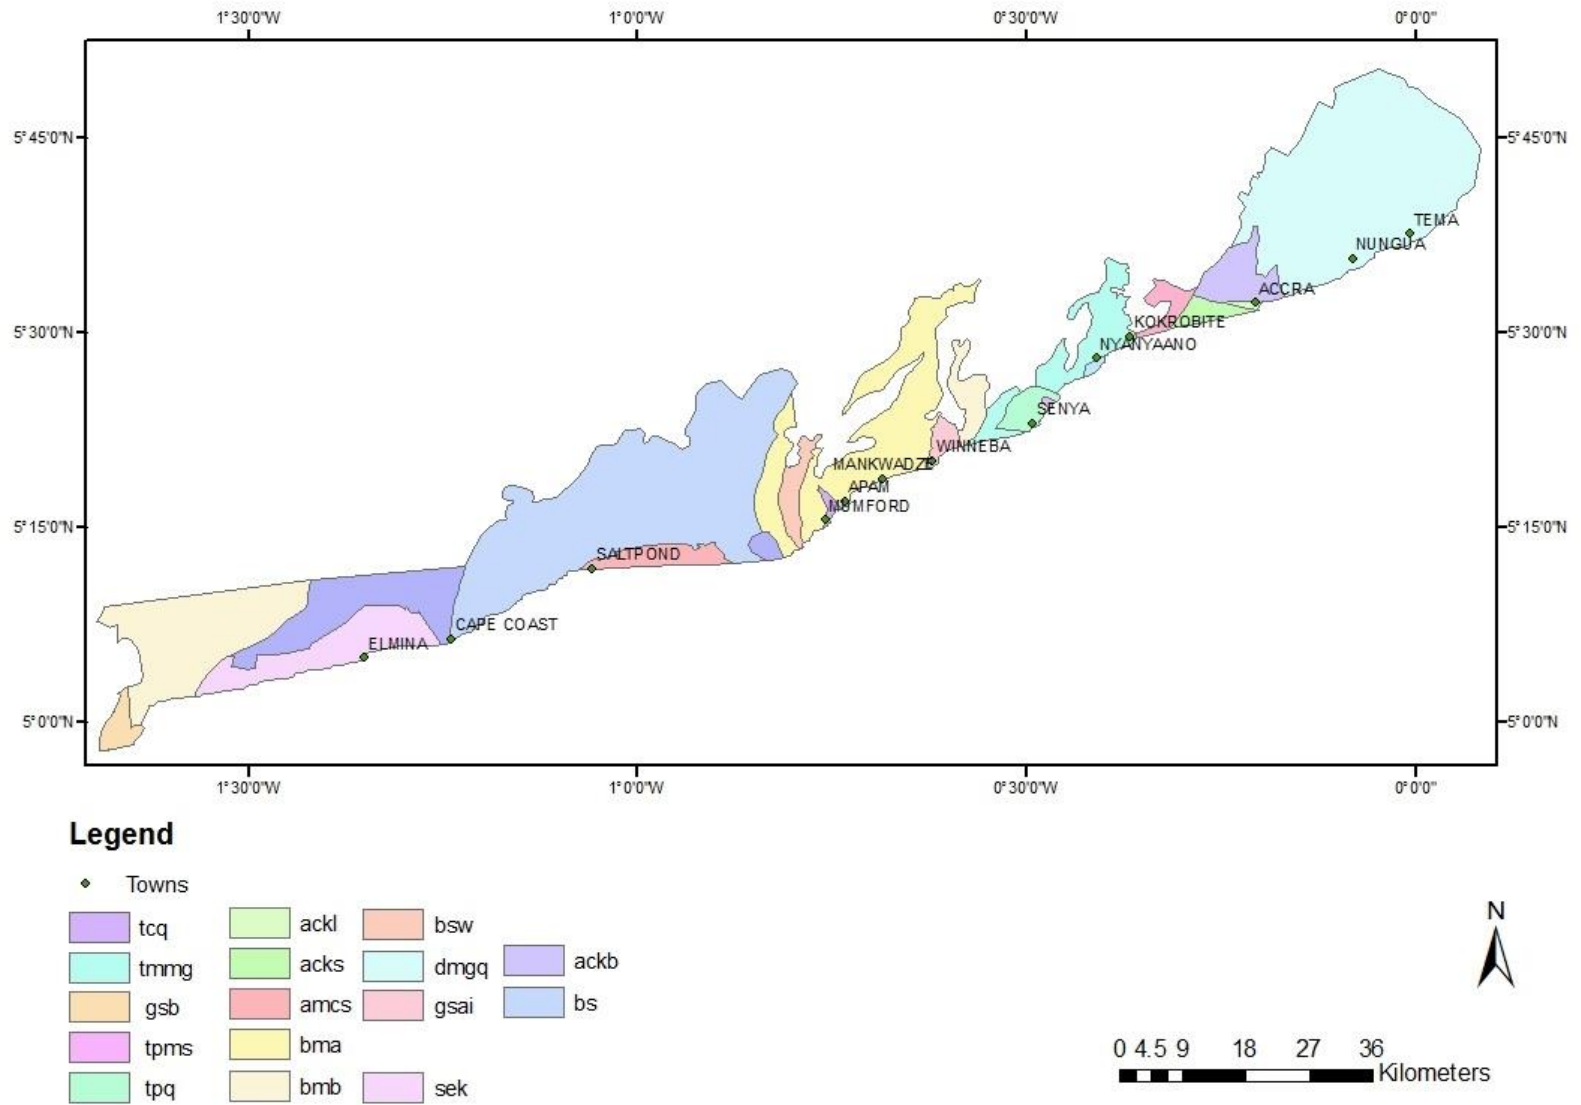 1°30'0"W 1°0'0"W 0°30'0"W 0°0'0"
5°45'0"N 5°45'0"N
TEMA
NUNGUA
ACCRA
5°30'0"N KOKROBITE 5°30'0"N
NYANYAANO
SENYA
WINNEBA
MANKWADZE
APAM
MUMFORD
5°15'0"N 5°15'0"N
SALTPOND
CAPE COAST
ELMINA
5°0'0"N 5°0'0"N
1°30'0"W 1°0'0"W 0°30'0"W 0°0'0"
Legend
Towns
tcq ackl bsw
tmmg acks dmgq ackb
gsb amcs gsai bs
tpms bma
tpq bmb sek
N
0 4.5 9 18 27 36
Kilometers